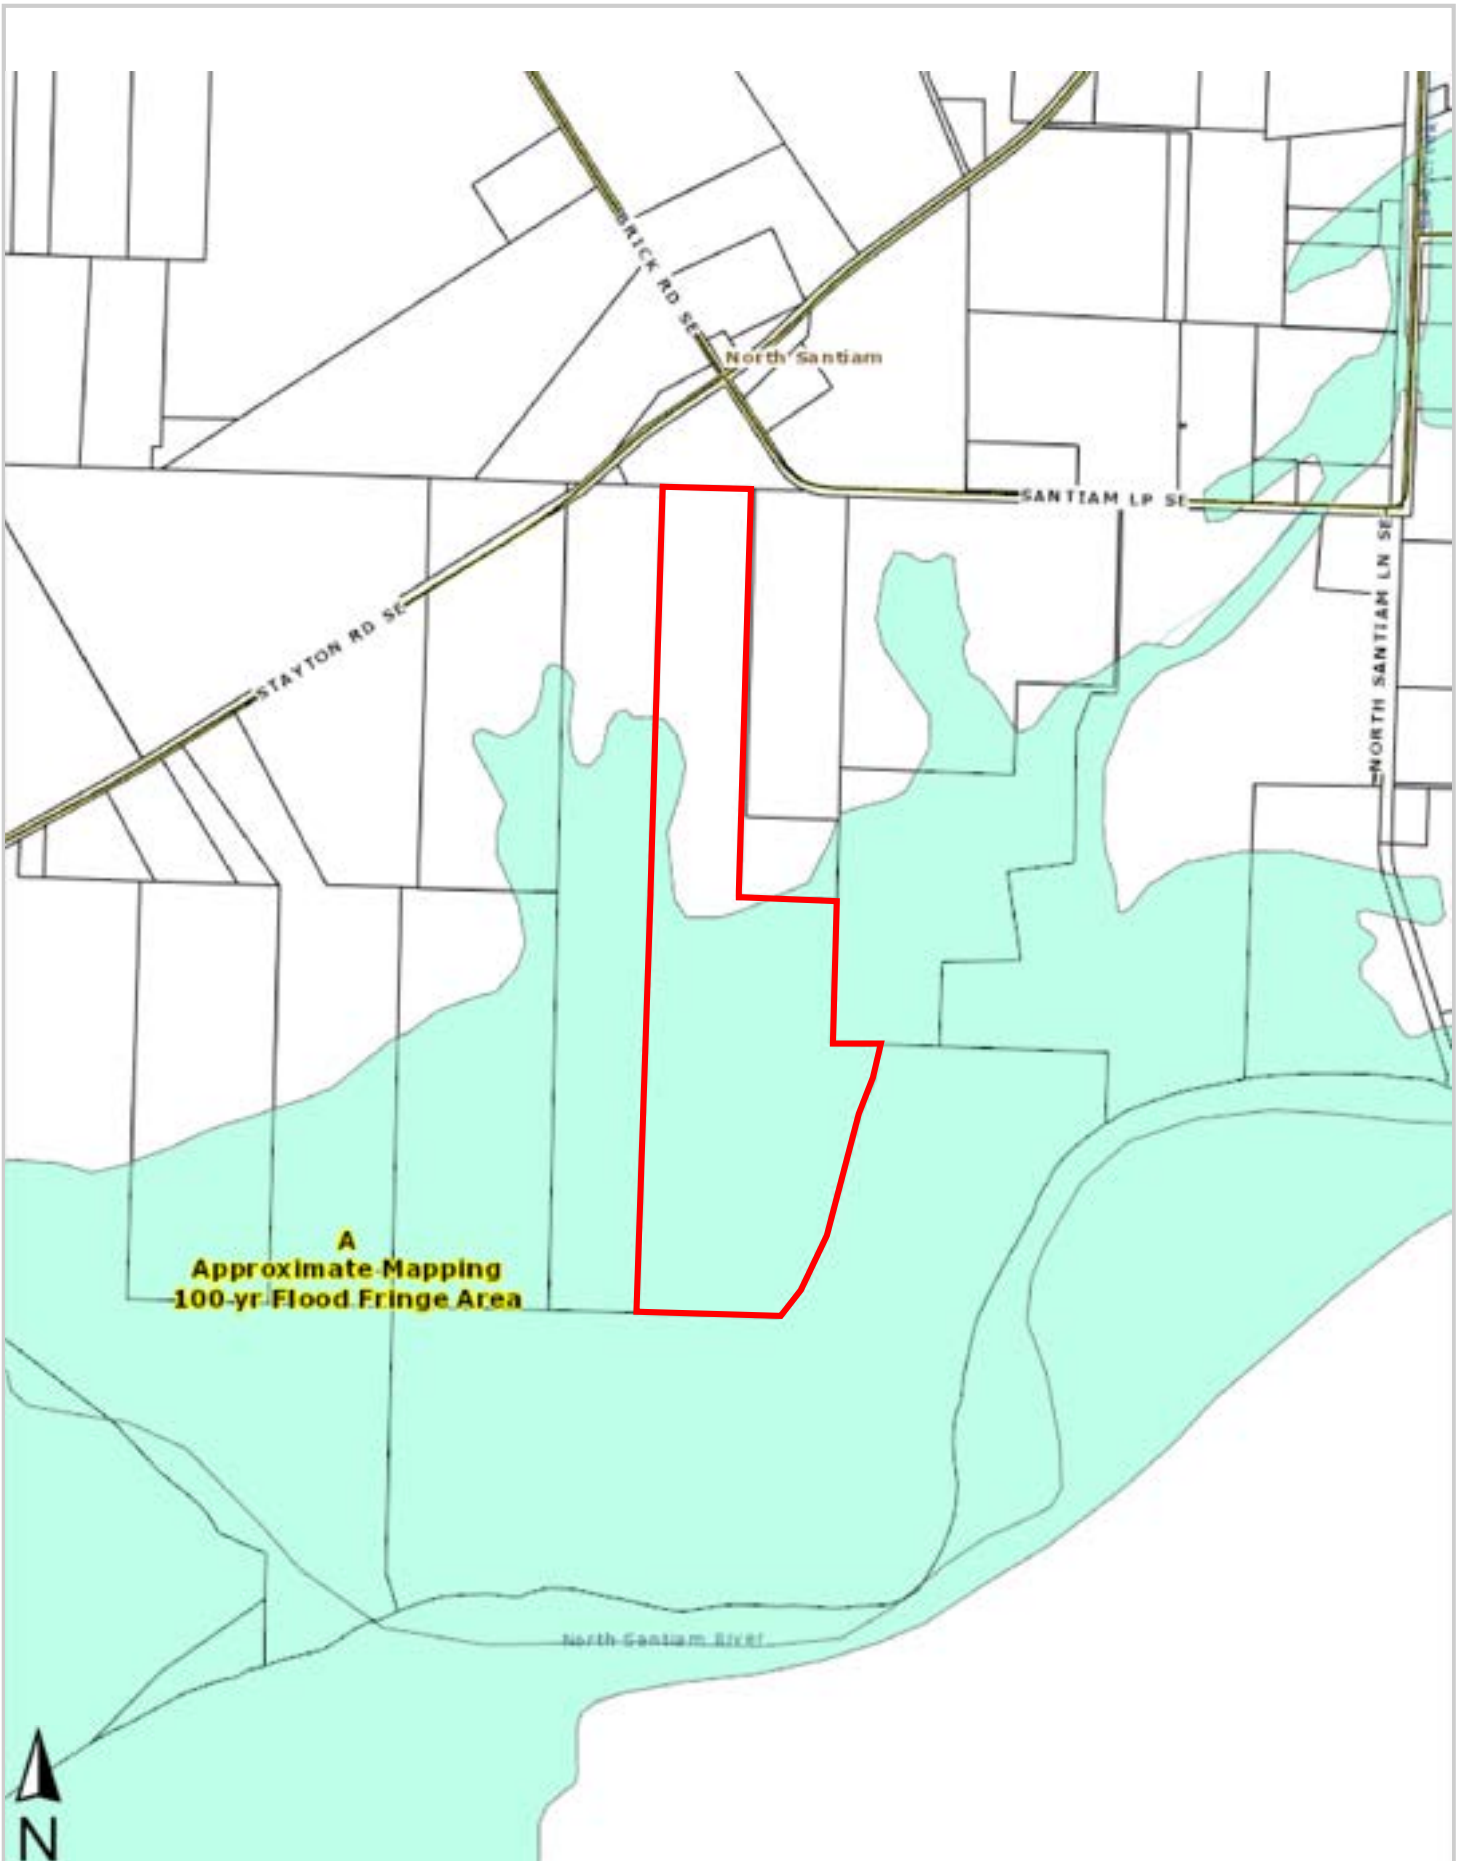 BRICK RD SE
North Santiam
SANTIAM LP SE
NORTH SANTIAM LN SE
STAYTON RD SE
A
Approximate Mapping
100-yr Flood Fringe Area
North Santiam River
N